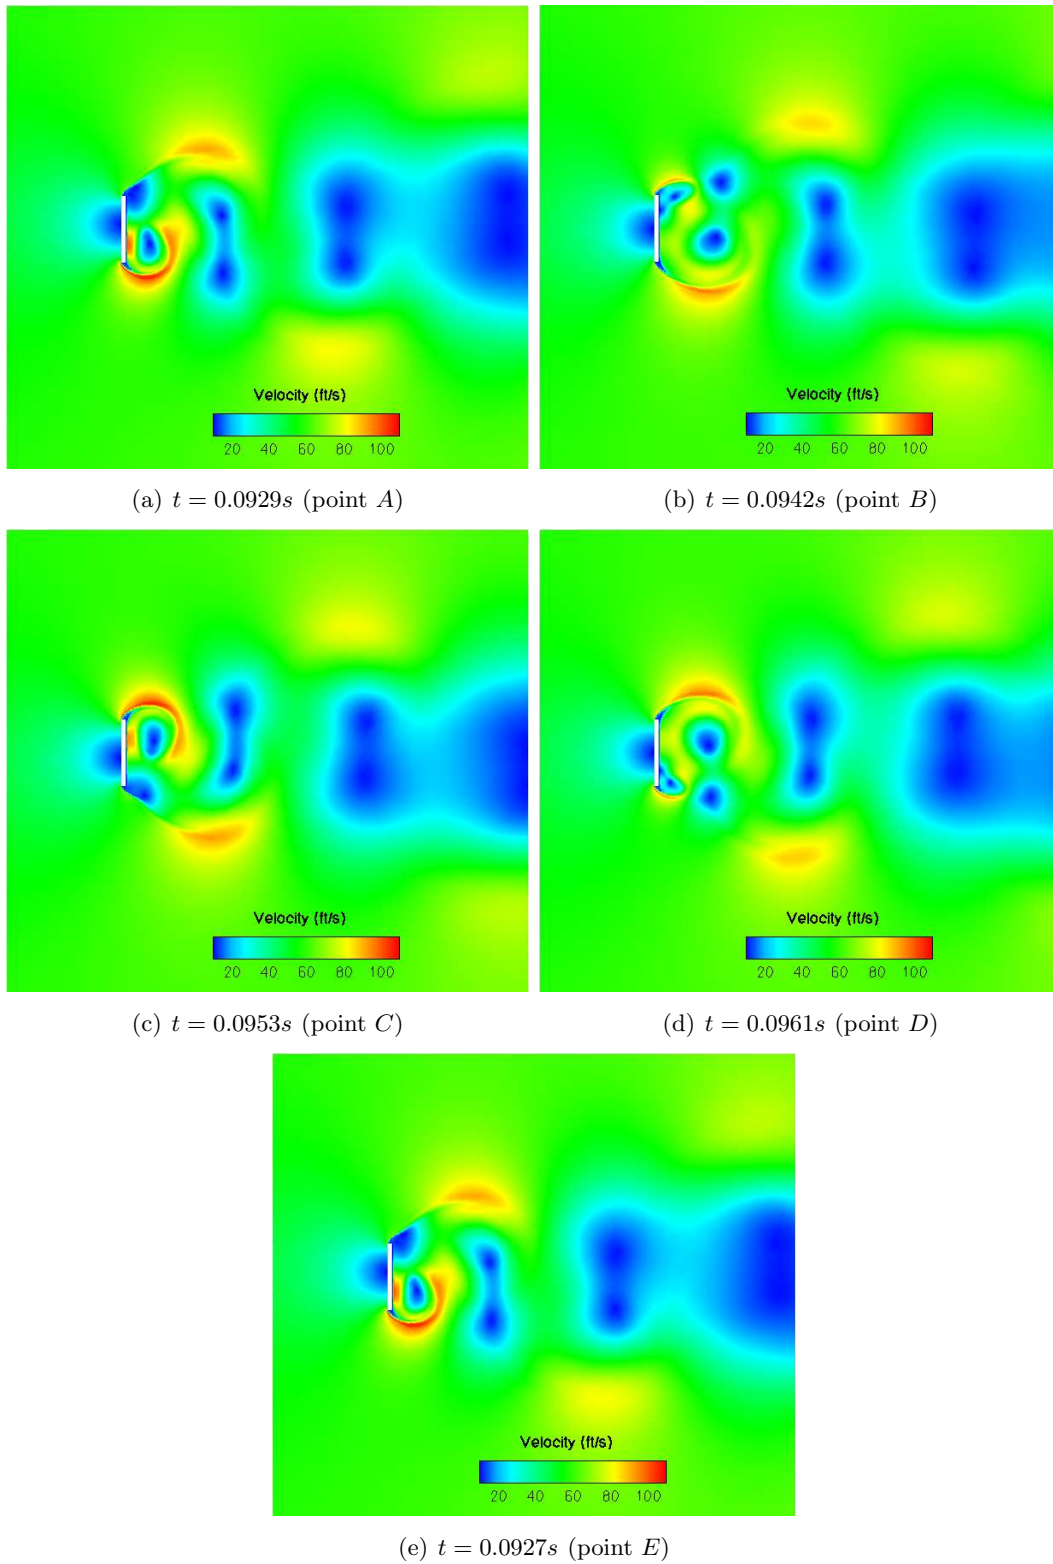 Velocity (ft/s)
20 40 60 80 100
Velocity (ft/s)
20 40 60 80 100
(a) t = 0.0929s (point A)
(b) t = 0.0942s (point B)
Velocity (ft/s)
20 40 60 80 100
Velocity (ft/s)
20 40 60 80 100
(c) t = 0.0953s (point C)
(d) t = 0.0961s (point D)
Velocity (ft/s)
20 40 60 80 100
(e) t = 0.0927s (point E)